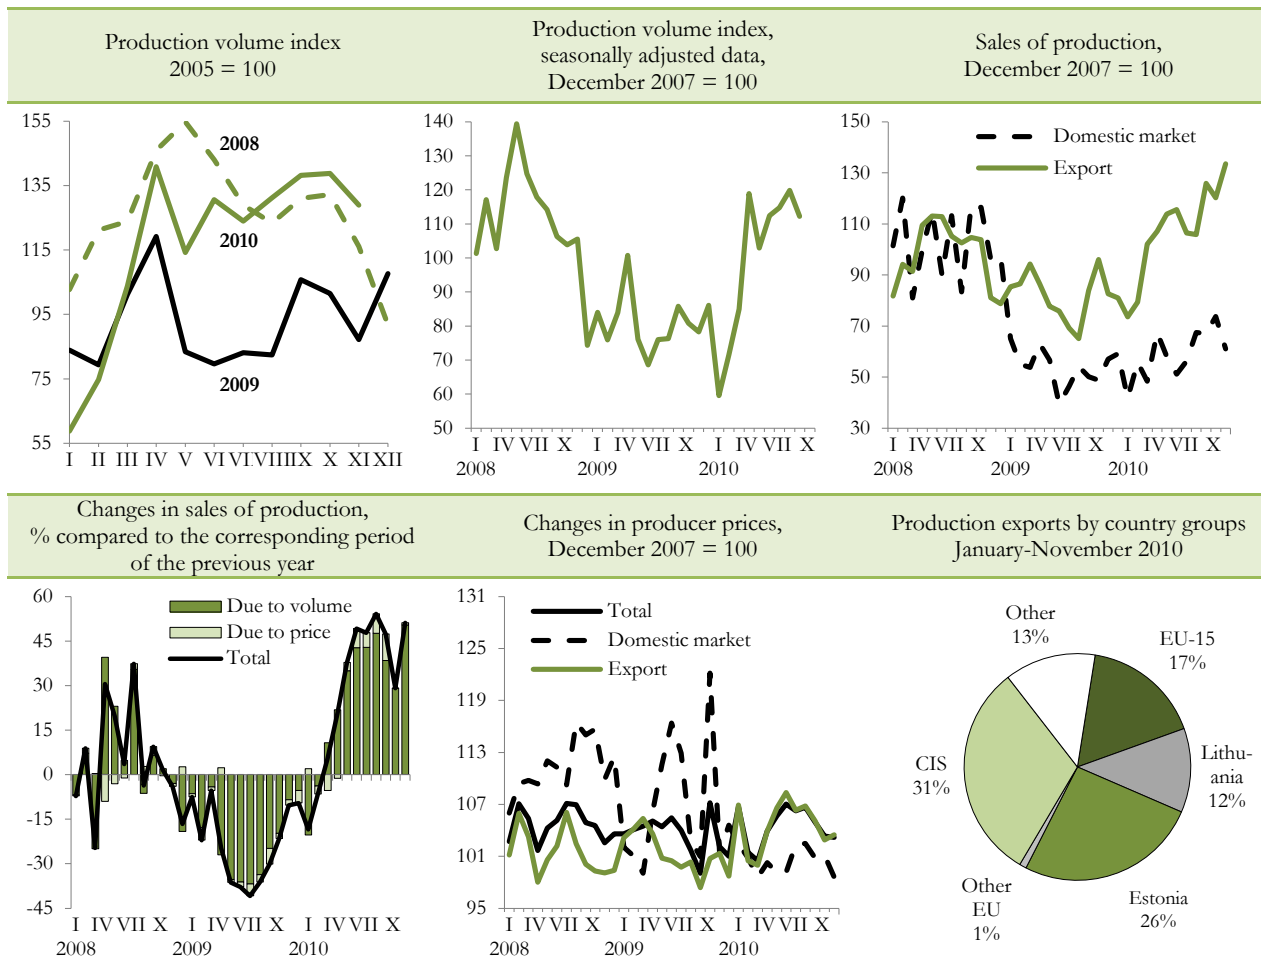 Production volume index
2005 = 100
Production volume index,
seasonally adjusted data,
December 2007 = 100
Sales of production,
December 2007 = 100
155
135
115
95
75
55
2008
2010
2009
I II III IV V VI VII VIII IX X XI XII
140
130
120
110
100
90
80
70
60
50
I IV VII X I IV VII X I IV VII X
2008 2009 2010
150
130
110
90
70
50
30
Domestic market
Export
I IV VII X I IV VII X I IV VII X
2008 2009 2010
Changes in sales of production,
% compared to the corresponding period
of the previous year
Changes in producer prices,
December 2007 = 100
Production exports by country groups
January-November 2010
60
45
30
15
0
-15
-30
-45
Due to volume
Due to price
Total
I IV VII X I IV VII X I IV VII X
2008 2009 2010
131
125
119
113
107
101
95
Total
Domestic market
Export
I IV VII X I IV VII X I IV VII X
2008 2009 2010
Other
13%
EU-15
17%
Lithu-
ania
12%
Estonia
26%
Other
EU
1%
CIS
31%